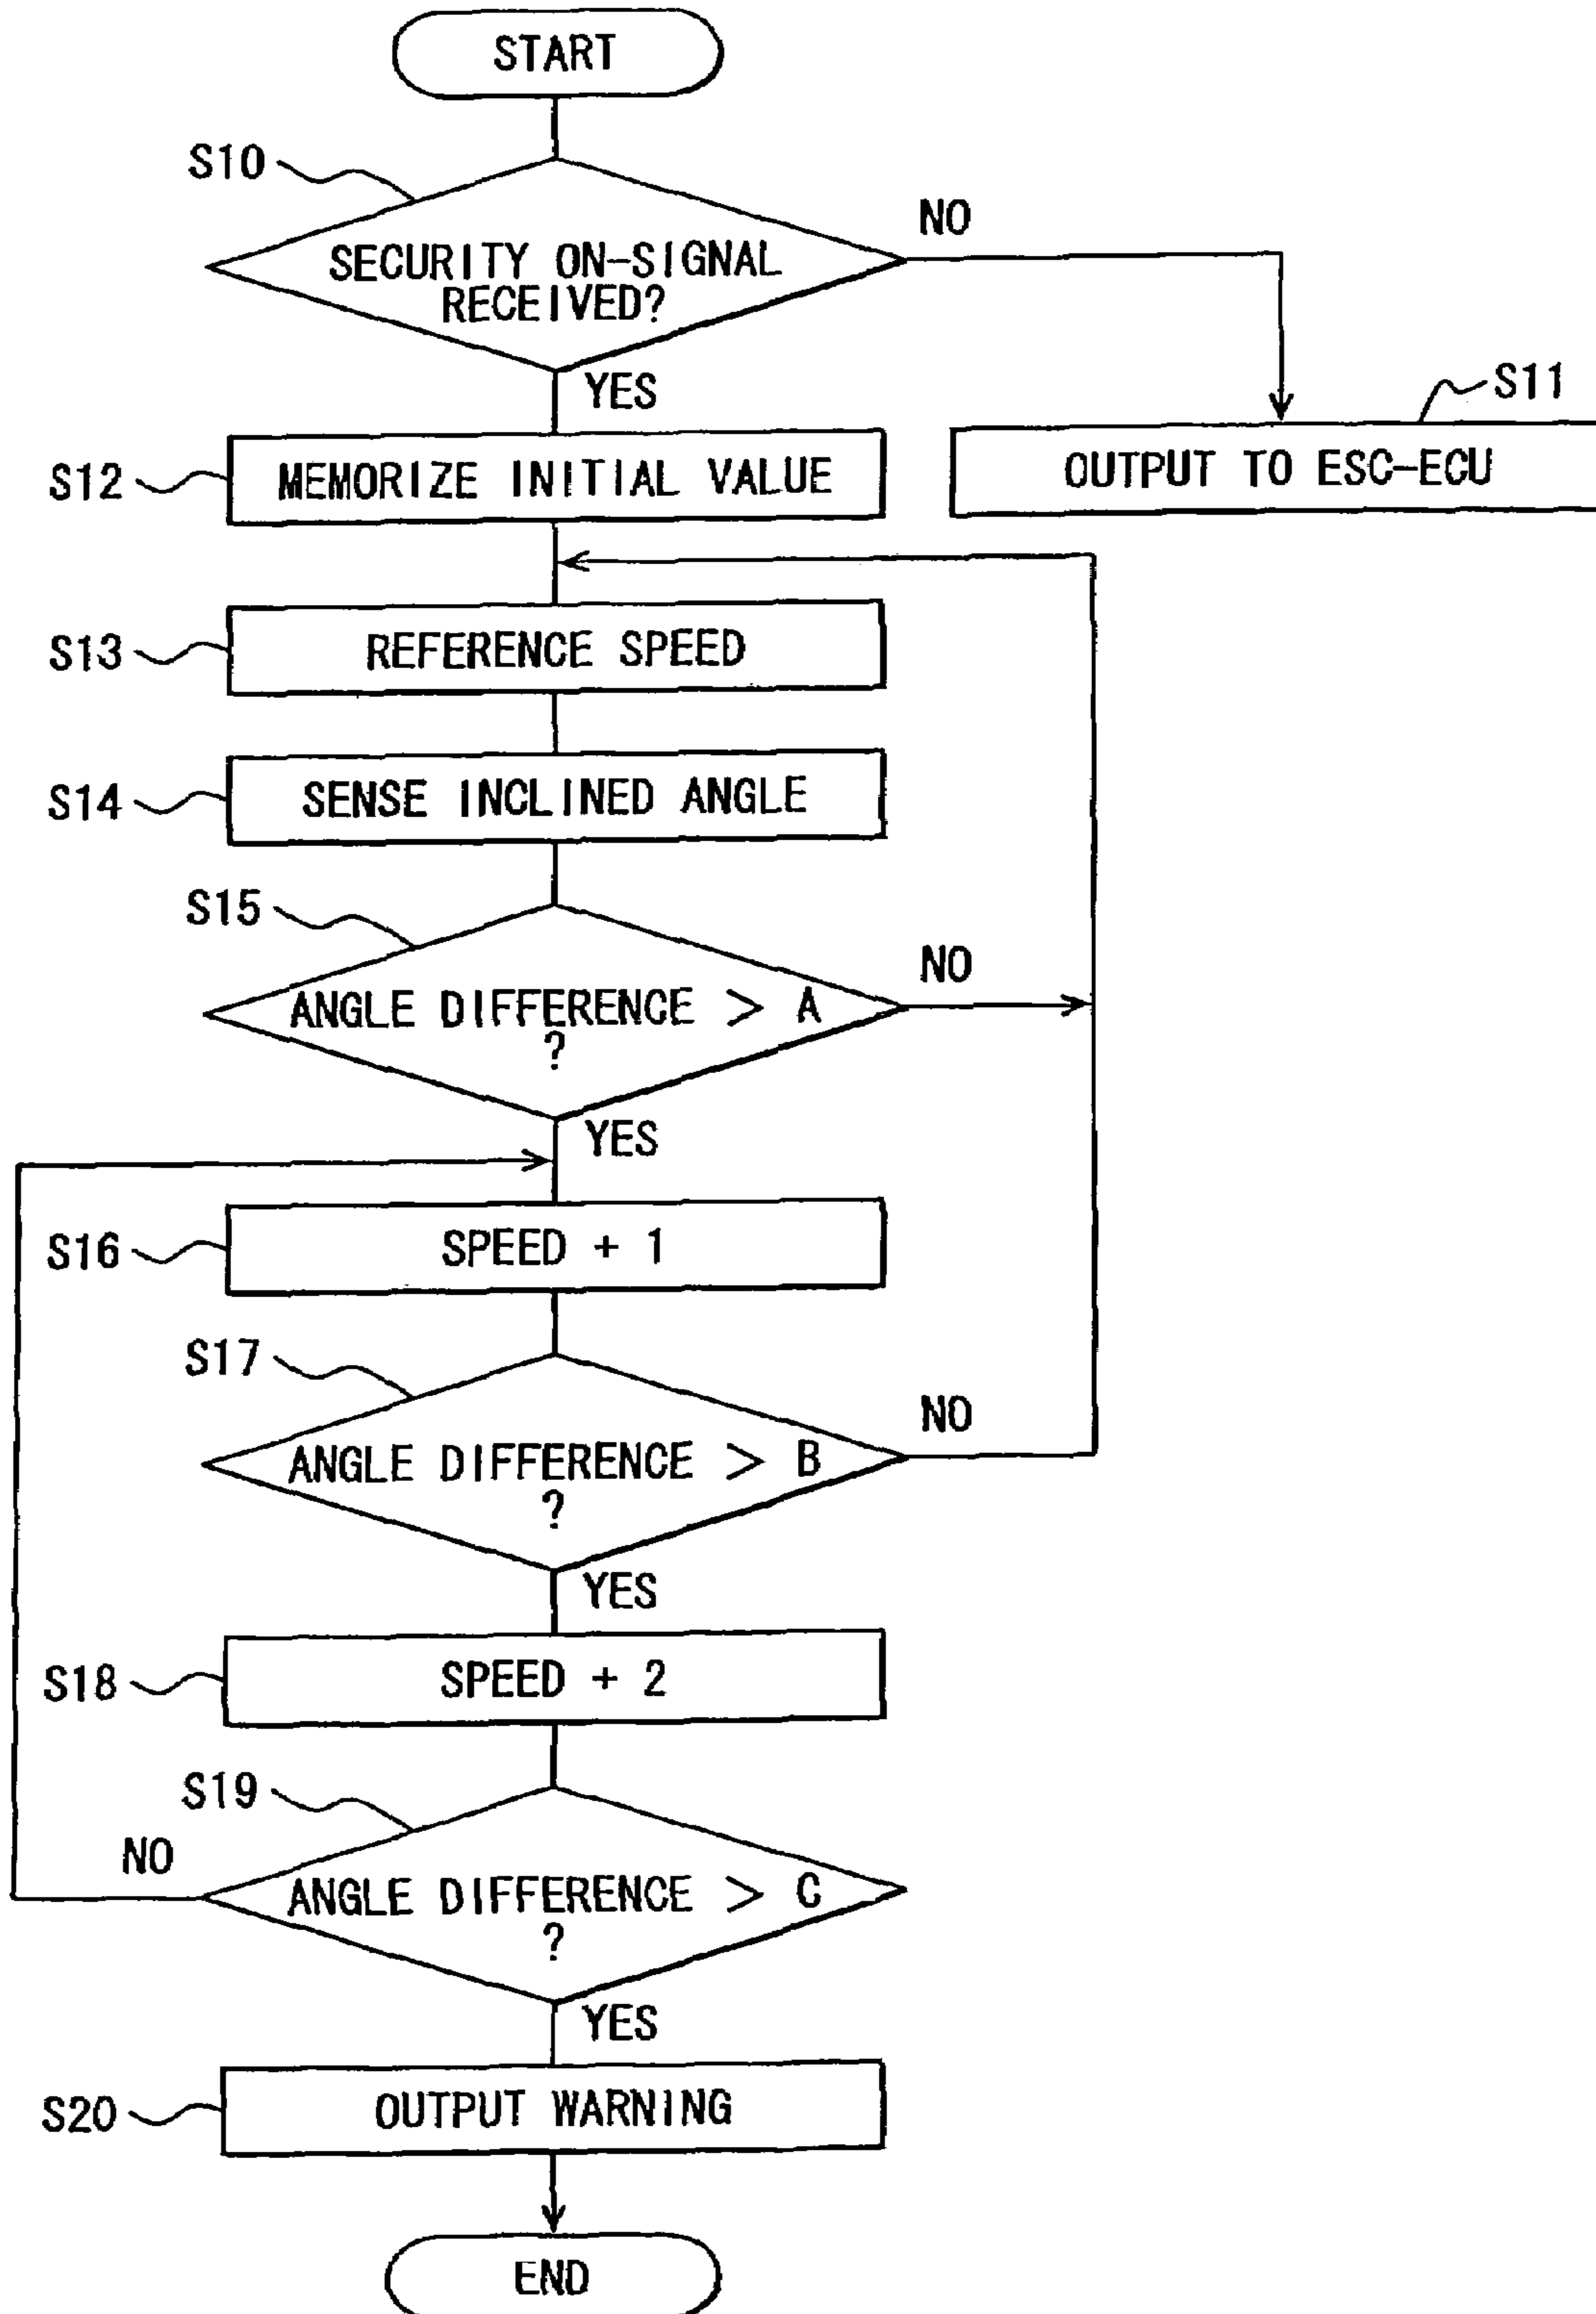 START
S10
NO
SECURITY ON-SIGNAL
RECEIVED?
YES
S11
OUTPUT TO ESC-ECU
S12
MEMORIZE INITIAL VALUE
S13
REFERENCE SPEED
S14
SENSE INCLINED ANGLE
S15
NO
ANGLE DIFFERENCE > A
?
YES
S16
SPEED + 1
S17
NO
ANGLE DIFFERENCE > B
?
YES
S18
SPEED + 2
S19
NO
ANGLE DIFFERENCE > C
?
YES
S20
OUTPUT WARNING
END